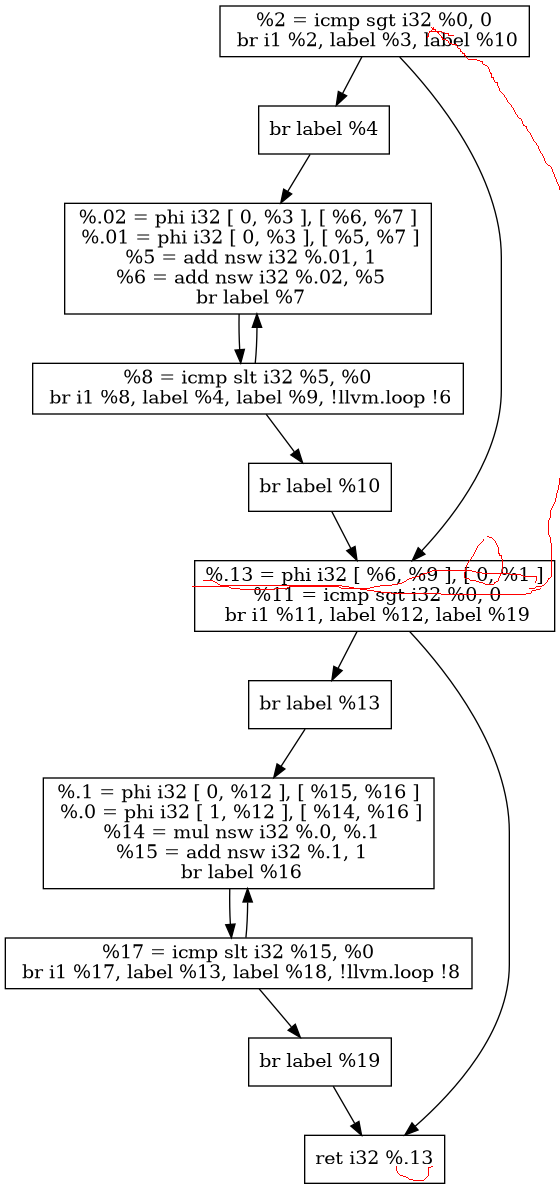 %2 = icmp sgt i32 %0, 0
br i1 %2, label %3, label %10
br label %4
%.02 = phi i32 [ 0, %3 ], [ %6, %7 ]
%.01 = phi i32 [ 0, %3 ], [ %5, %7 ]
%5 = add nsw i32 %.01, 1
%6 = add nsw i32 %.02, %5
br label %7
%8 = icmp slt i32 %5, %0
br i1 %8, label %4, label %9, !llvm.loop !6
br label %10
%.13 = phi i32 [ %6, %9 ], [ 0, %1 ]
%11 = icmp sgt i32 %0, 0
br i1 %11, label %12, label %19
br label %13
%.1 = phi i32 [ 0, %12 ], [ %15, %16 ]
%.0 = phi i32 [ 1, %12 ], [ %14, %16 ]
%14 = mul nsw i32 %.0, %.1
%15 = add nsw i32 %.1, 1
br label %16
%17 = icmp slt i32 %15, %0
br i1 %17, label %13, label %18, !llvm.loop !8
br label %19
ret i32 %.13